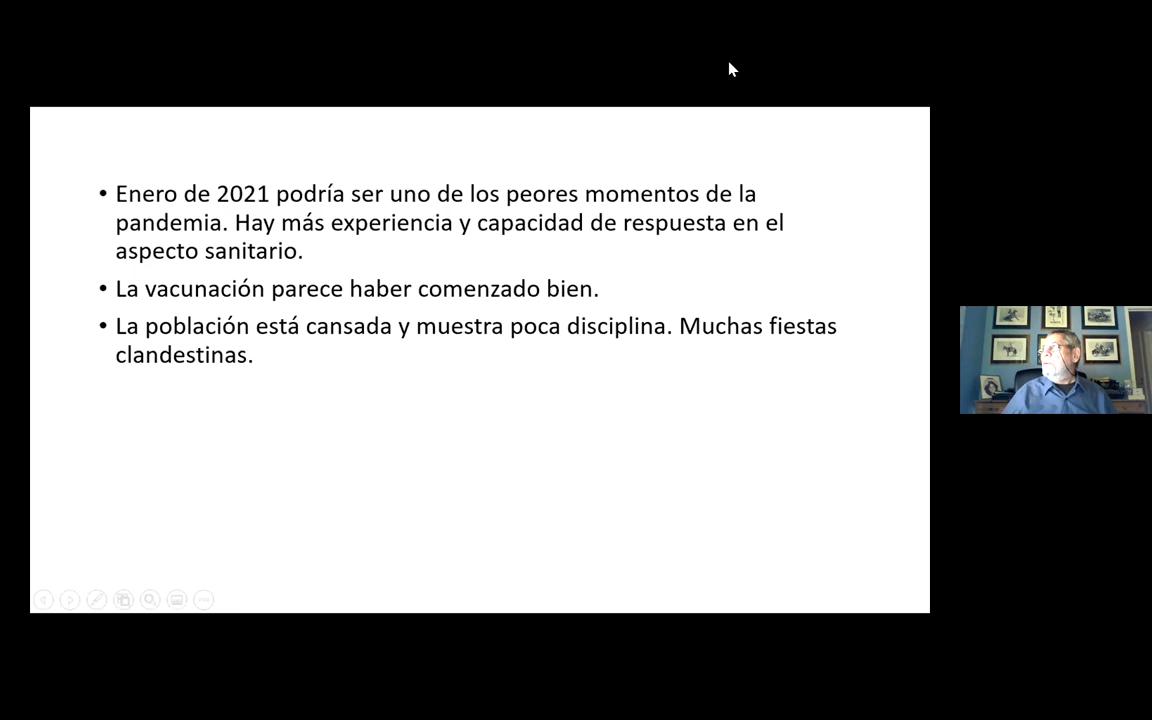 • Enero de 2021 podría ser uno de los peores momentos de la
pandemia. Hay más experiencia y capacidad de respuesta en el
aspecto sanitario.
• La vacunación parece haber comenzado bien.
• La población está cansada y muestra poca disciplina. Muchas fiestas
clandestinas.